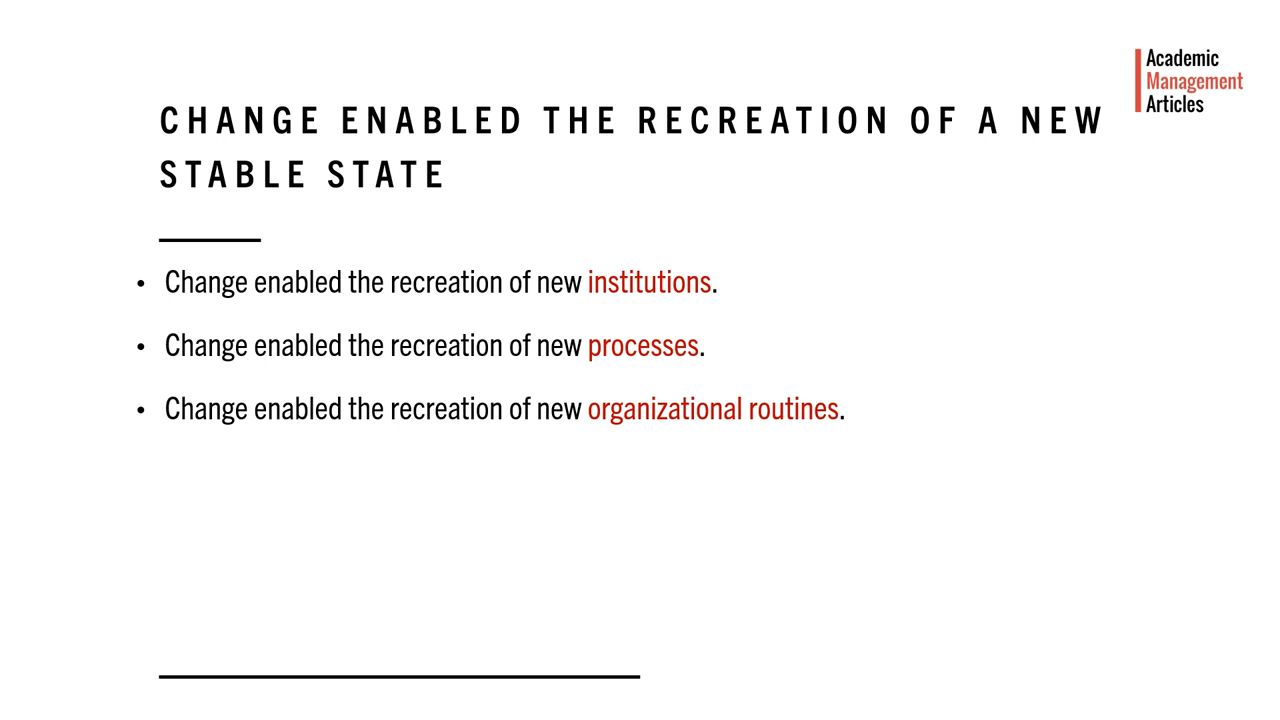 Academic
Management
Articles
CHANGE ENABLED THE RECREATION OF A NEW
STABLE STATE
• Change enabled the recreation of new institutions.
• Change enabled the recreation of new processes.
• Change enabled the recreation of new organizational routines.